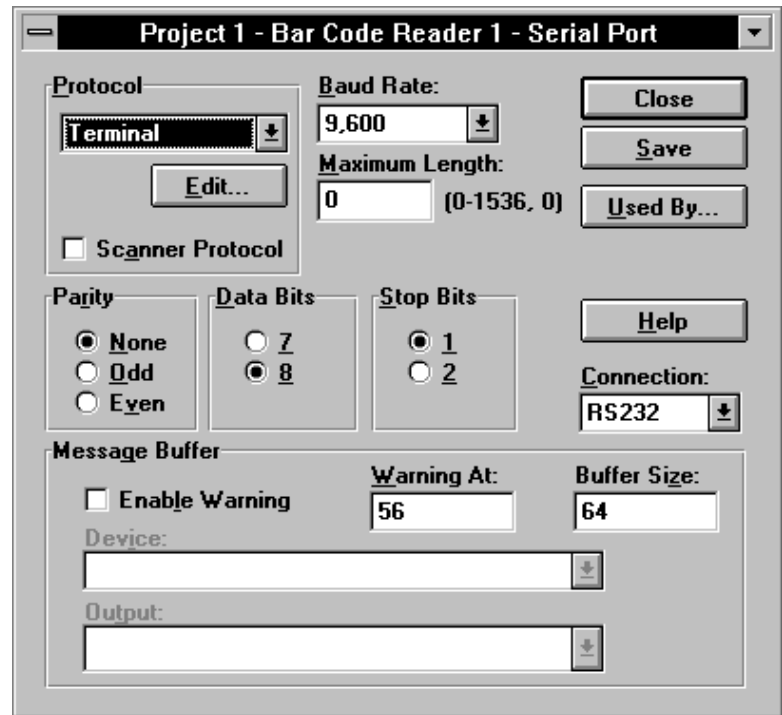 Project 1 - Bar Code Reader 1 - Serial Port
Protocol
Terminal
Edit...
Scanner Protocol
Baud Rate:
9,600
Maximum Length:
0 (0-1536, 0)
Close
Save
Used By...
Parity
None
Odd
Even
Data Bits
7
8
Stop Bits
1
2
Help
Connection:
RS232
Message Buffer
Enable Warning
Warning At:
56
Buffer Size:
64
Device:
Output: